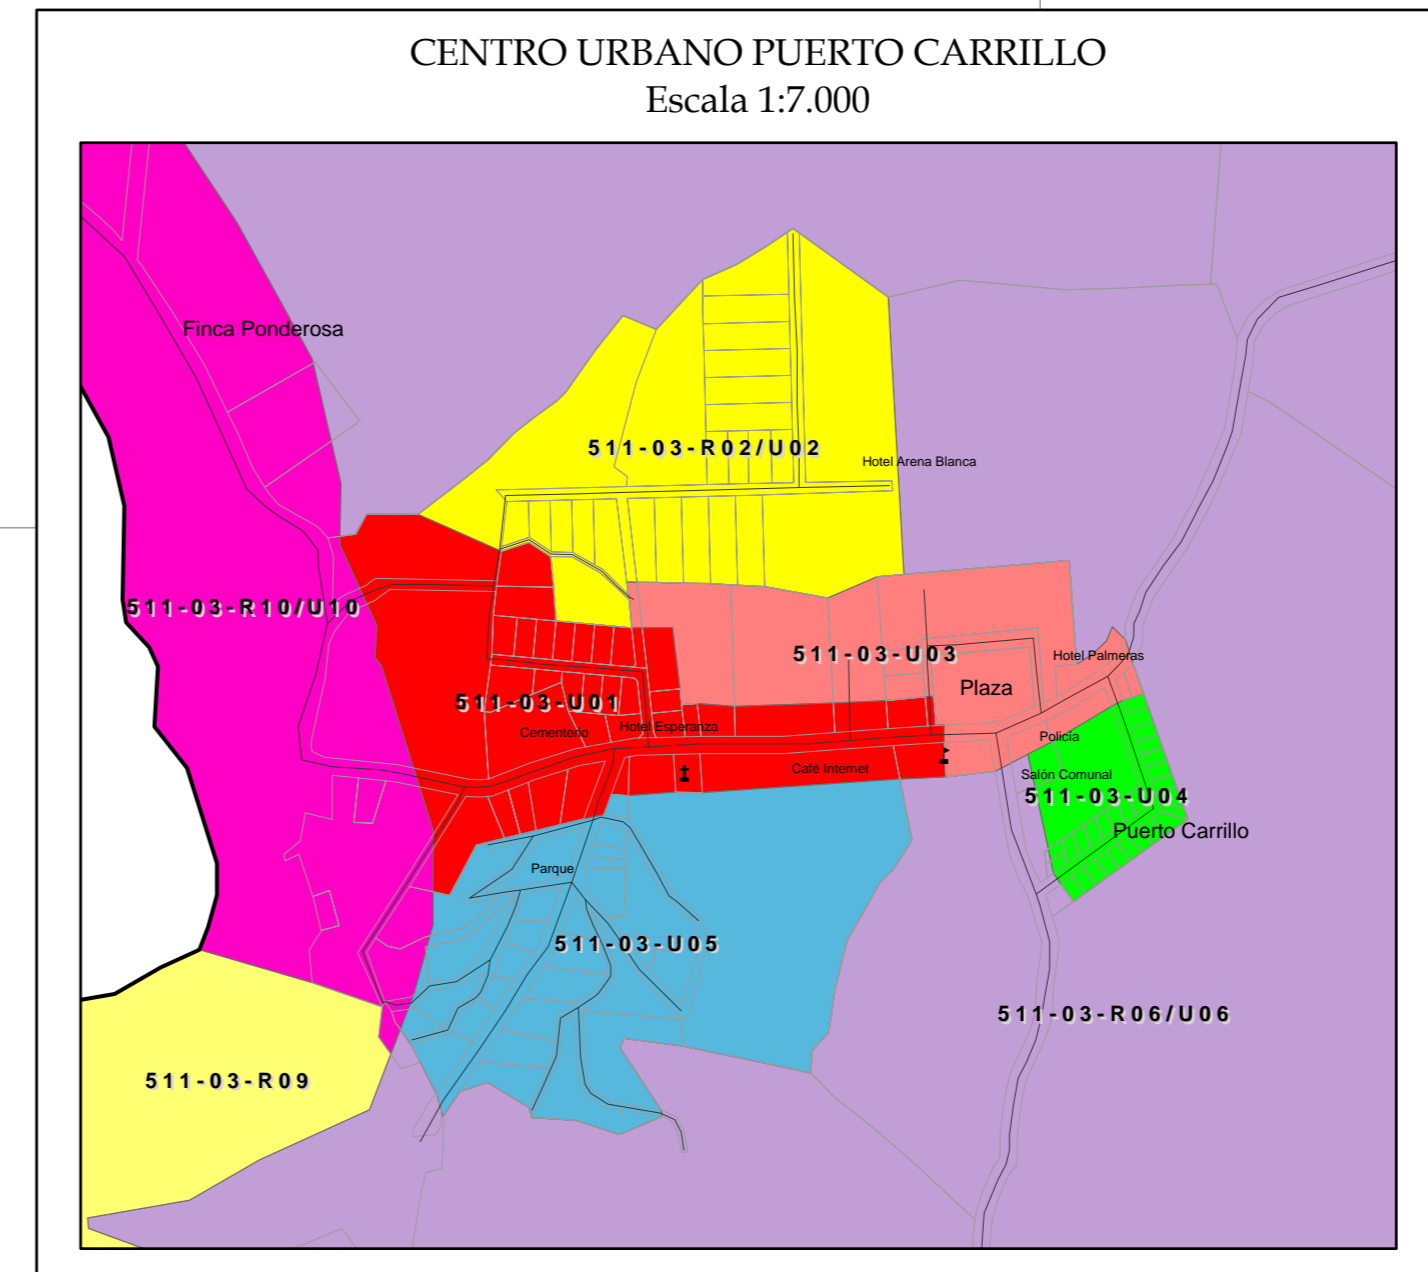 CENTRO URBANO PUERTO CARRILLO
Escala 1:7.000
Finca Ponderosa
511-03-R02/U02
Hotel Arena Blanca
511-03-R10/U10
511-03-U03
Hotel Palmeras
Plaza
511-03-U01
Cementerio
Hotel Esperanza
Policía
Café Internet
Salón Comunal
511-03-U04
Puerto Carrillo
Parque
511-03-U05
511-03-R06/U06
511-03-R09